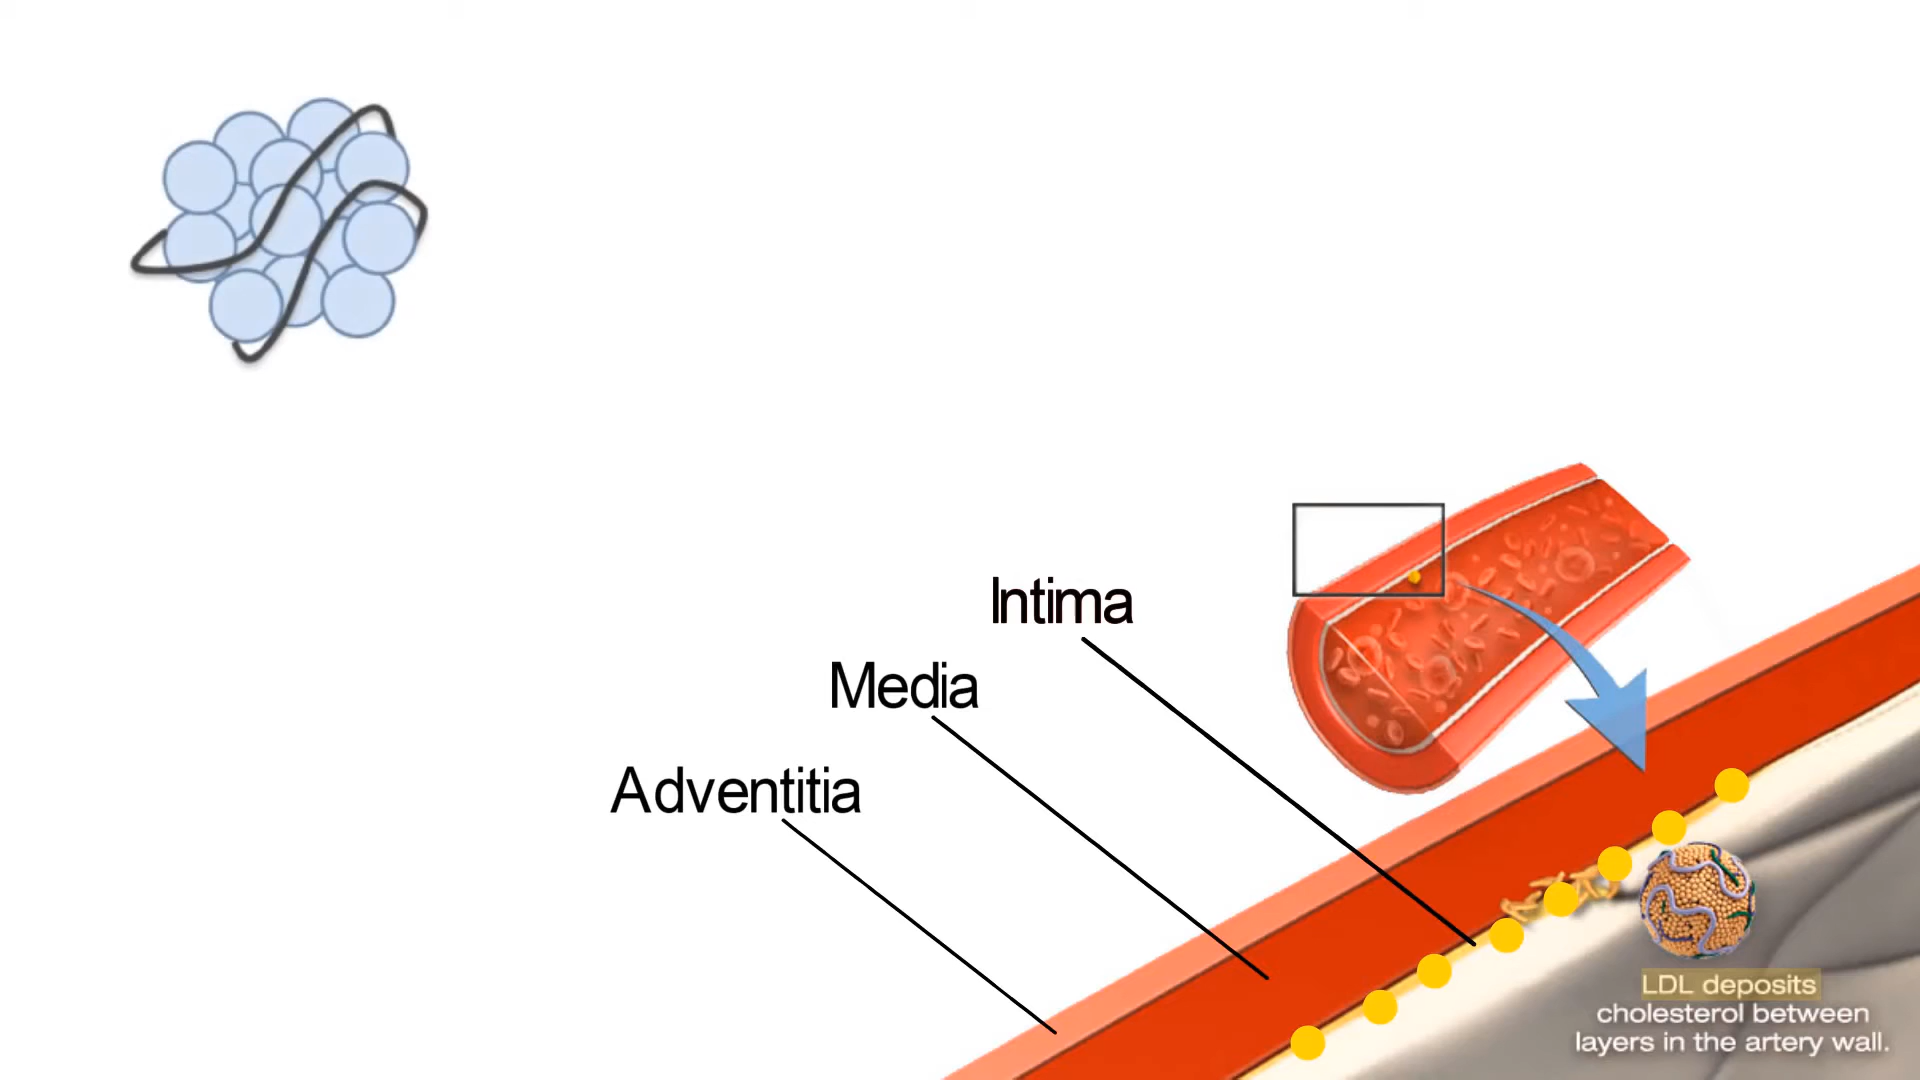 Intima
Media
Adventitia
LDL deposits
cholesterol between
layers in the artery wall.